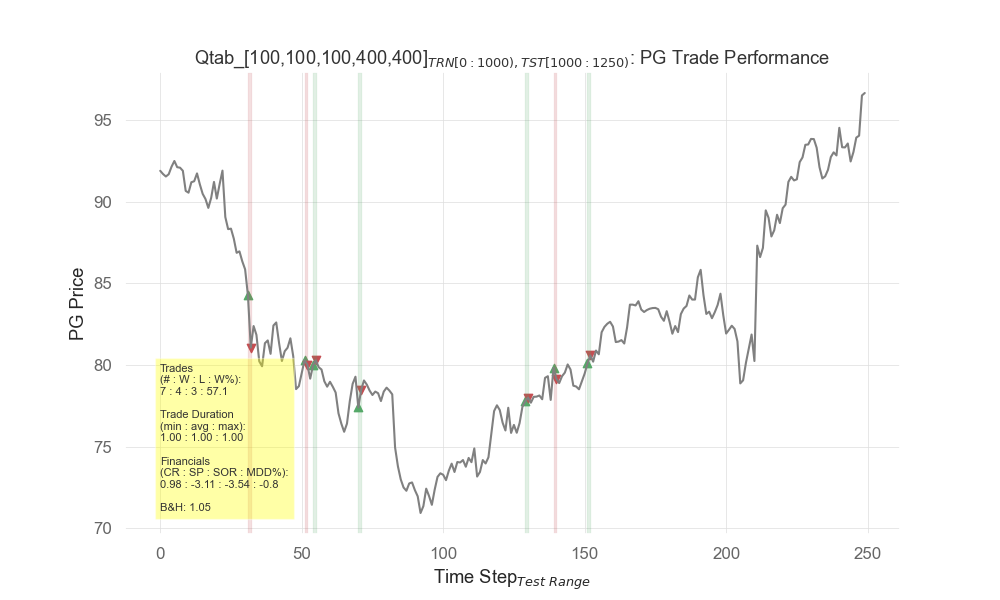 Qtab_[100,100,100,400,400]TRN[0 : 1000), TST[1000 : 1250): PG Trade Performance
PG Price
95
90
85
80
75
70
Trades
(# : W : L : W%):
7 : 4 : 3 : 57.1
Trade Duration
(min : avg : max):
1.00 : 1.00 : 1.00
Financials
(CR : SP : SOR : MDD%):
0.98 : -3.11 : -3.54 : -0.8
B&H: 1.05
0 50 100 150 200 250
Time StepTest Range